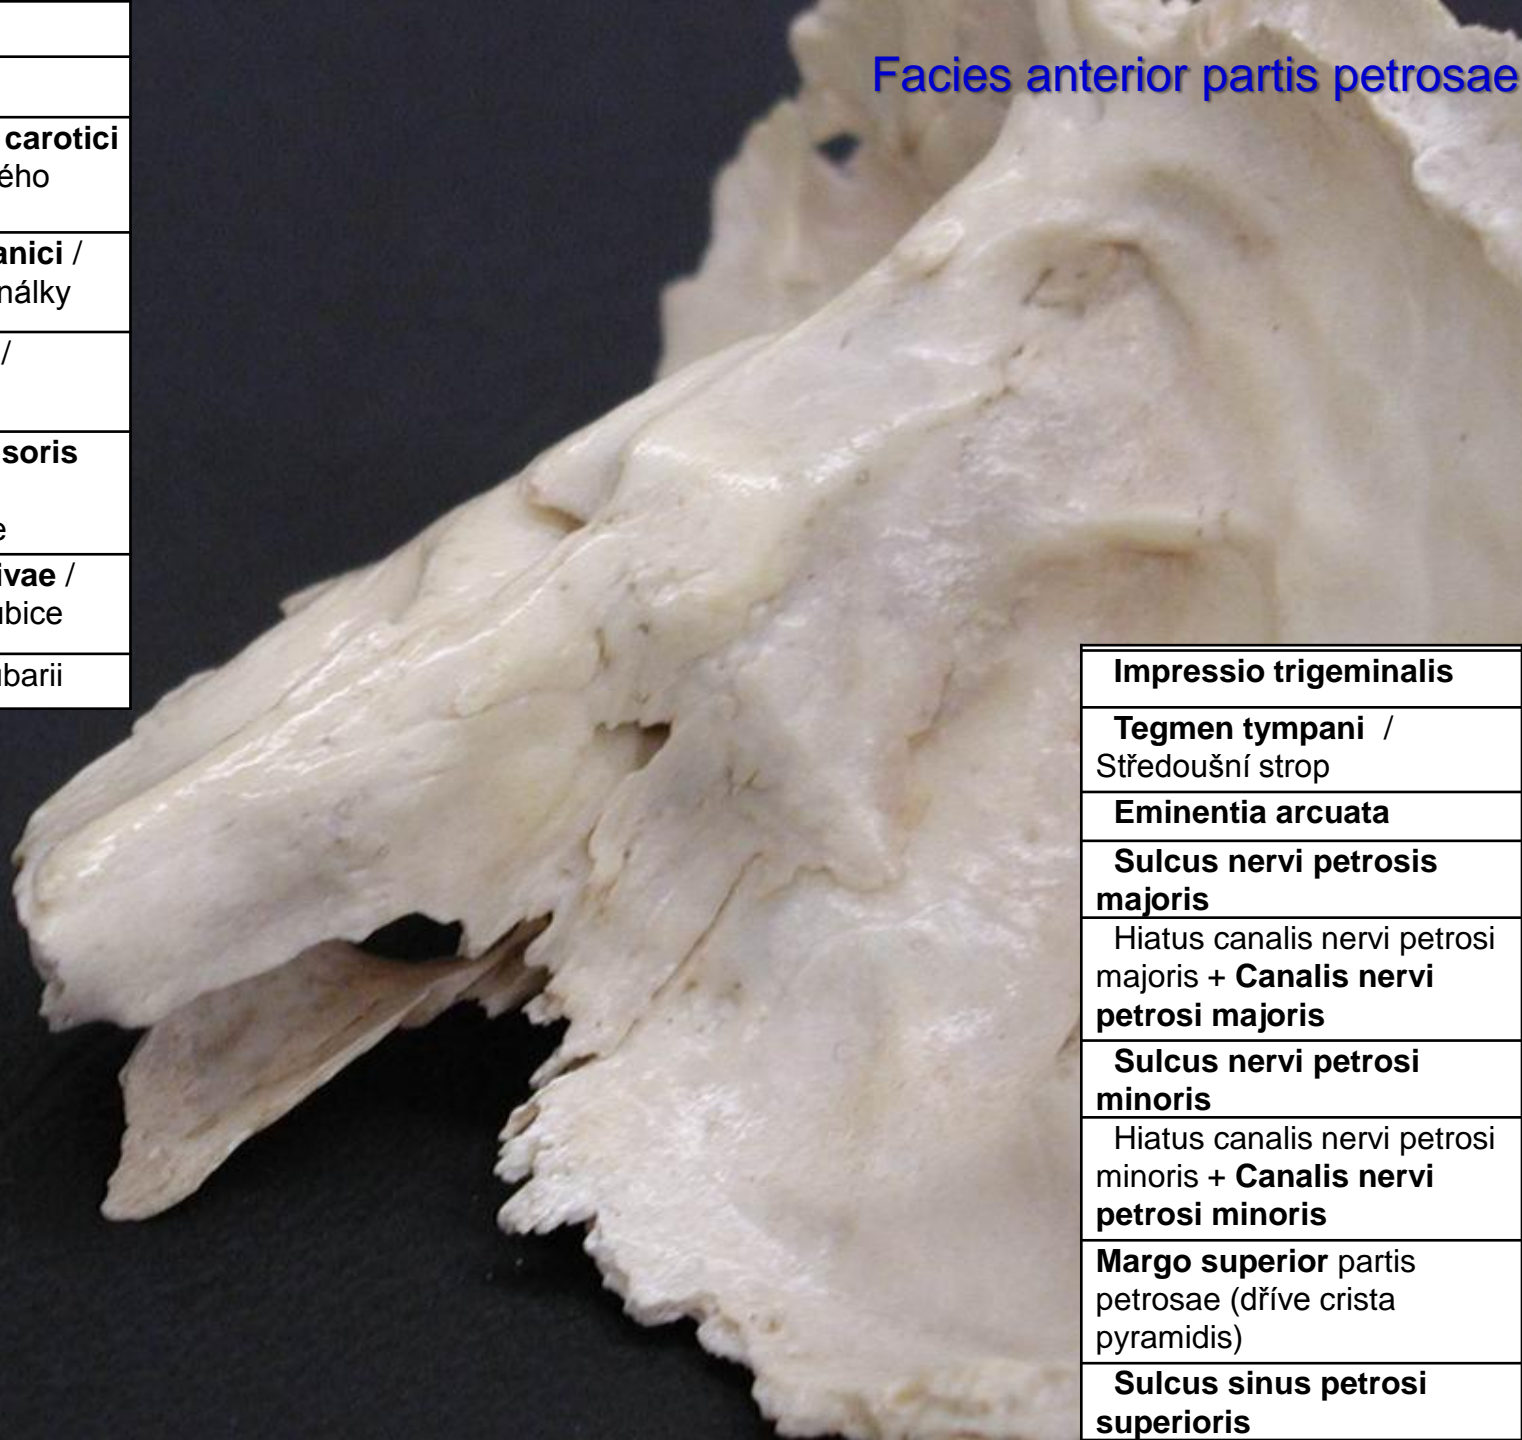 Facies anterior partis petrosae
carotici
ého
anici /
nálky
/
soris
e
ivae /
ubice
ubarii
Impressio trigeminalis
Tegmen tympani /
Středoušní strop
Eminentia arcuata
Sulcus nervi petrosis
majoris
Hiatus canalis nervi petrosi
majoris + Canalis nervi
petrosi majoris
Sulcus nervi petrosi
minoris
Hiatus canalis nervi petrosi
minoris + Canalis nervi
petrosi minoris
Margo superior partis
petrosae (dříve crista
pyramidis)
Sulcus sinus petrosi
superioris